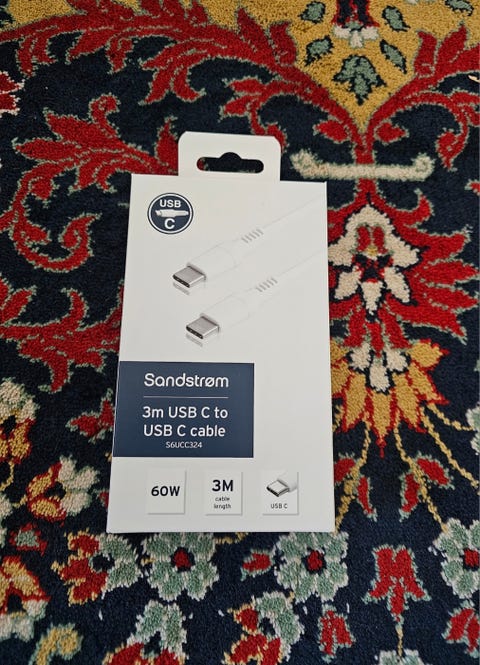 USB
C
Sandstrøm
3m USB C to
USB C cable
S6UCC324
60W
3M
cable
length
USB C